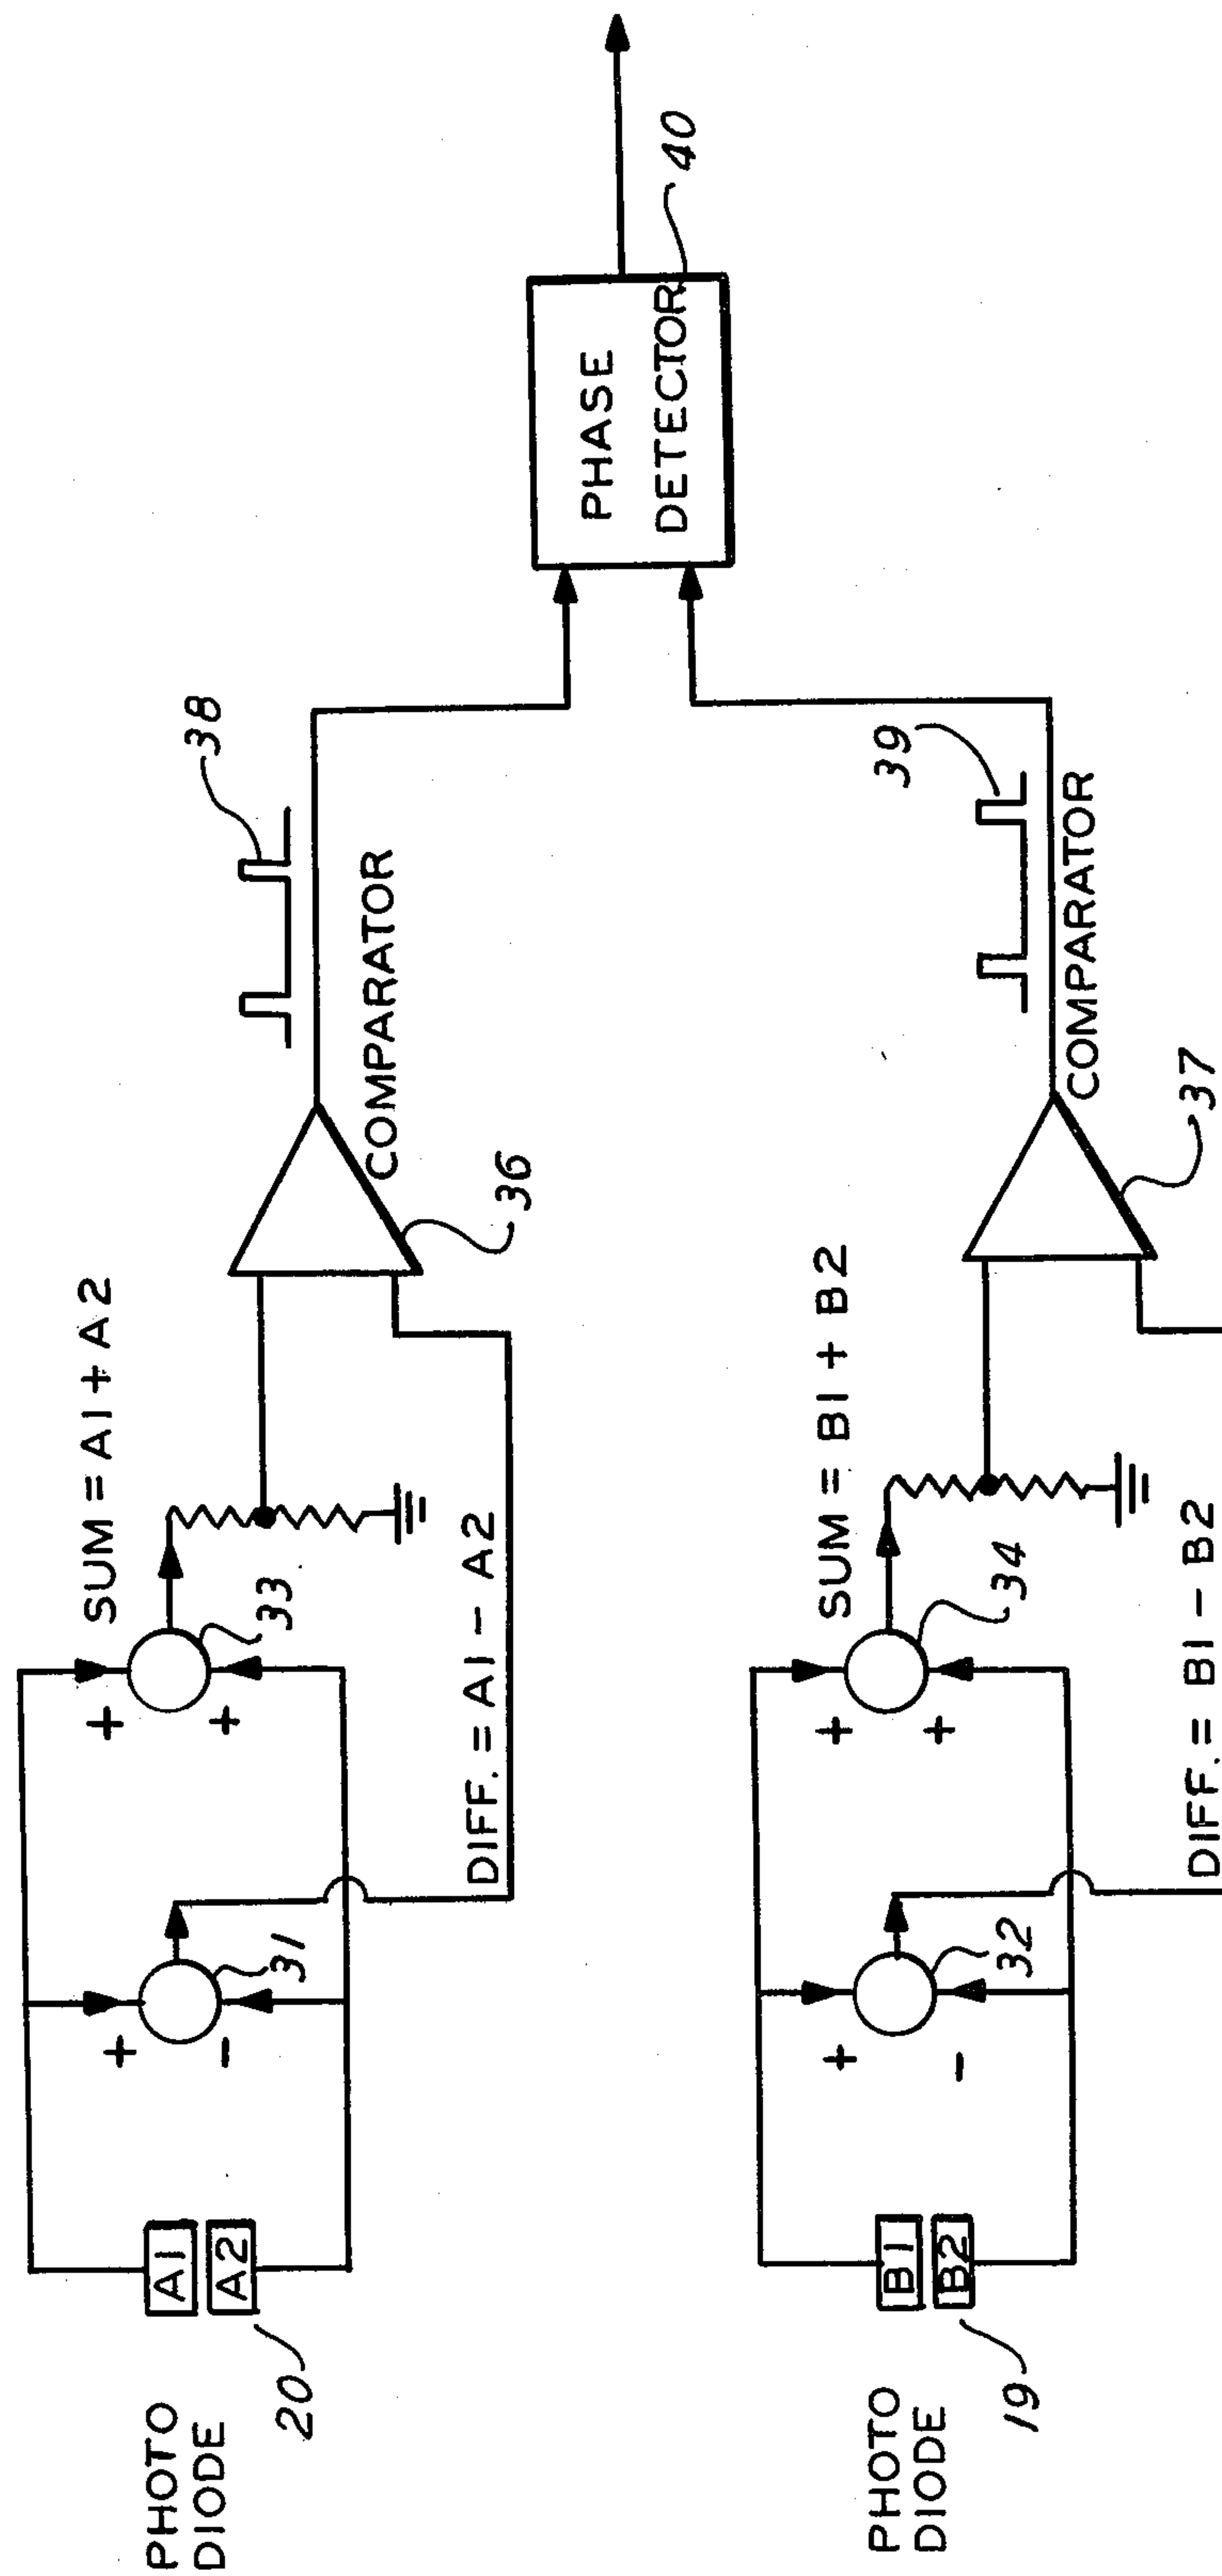 PHOTO
DIODE
20
A1
A2
+
-
31
+
+
33
SUM = A1 + A2
DIFF. = A1 - A2
36
COMPARATOR
38
PHASE
DETECTOR
40
PHOTO
DIODE
19
B1
B2
+
-
32
+
+
34
SUM = B1 + B2
DIFF. = B1 - B2
37
COMPARATOR
39